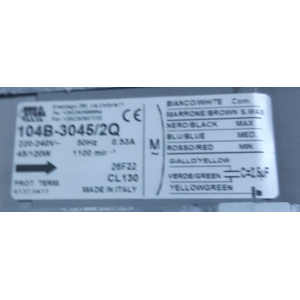 104B-3045/2Q
220-240V~ 50Hz 0.53A
45/120W 1100 min⁻¹
26F22
CL130
PROT. TERM. MADE IN ITALY
M~
BIANCO/WHITE Com.
MARRONE/BROWN S.MAX
NERO/BLACK MAX
BLU/BLUE MED.
ROSSO/RED MIN.
GIALLO/YELLOW
VERDE/GREEN
YELLOWGREEN